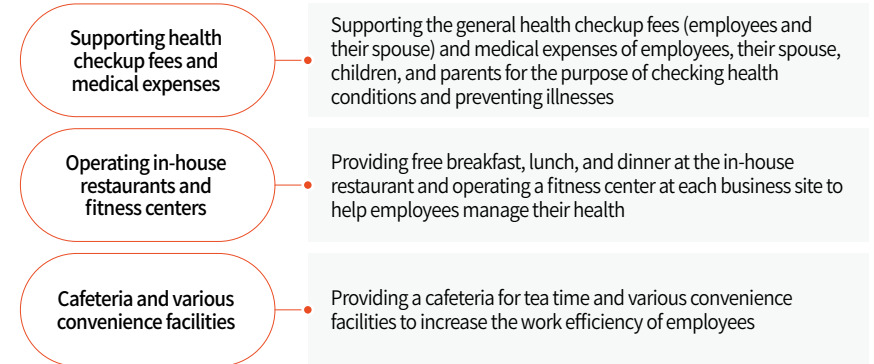 Supporting health
checkup fees and
medical expenses
Supporting the general health checkup fees (employees and
their spouse) and medical expenses of employees, their spouse,
children, and parents for the purpose of checking health
conditions and preventing illnesses
Operating in-house
restaurants and
fitness centers
Providing free breakfast, lunch, and dinner at the in-house
restaurant and operating a fitness center at each business site to
help employees manage their health
Cafeteria and various
convenience facilities
Providing a cafeteria for tea time and various convenience
facilities to increase the work efficiency of employees